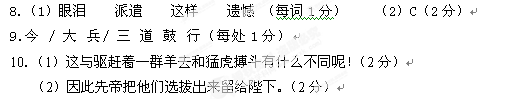 8.（1）眼泪 派遣 这样 遗憾（每词1分） （2）C（2分）
9.今 / 大 兵/ 三 道 鼓 行（每处1分）
10.（1）这与驱赶着一群羊去和猛虎搏斗有什么不同呢！（2分）
（2）因此先帝把他们选拔出来留给陛下。（2分）